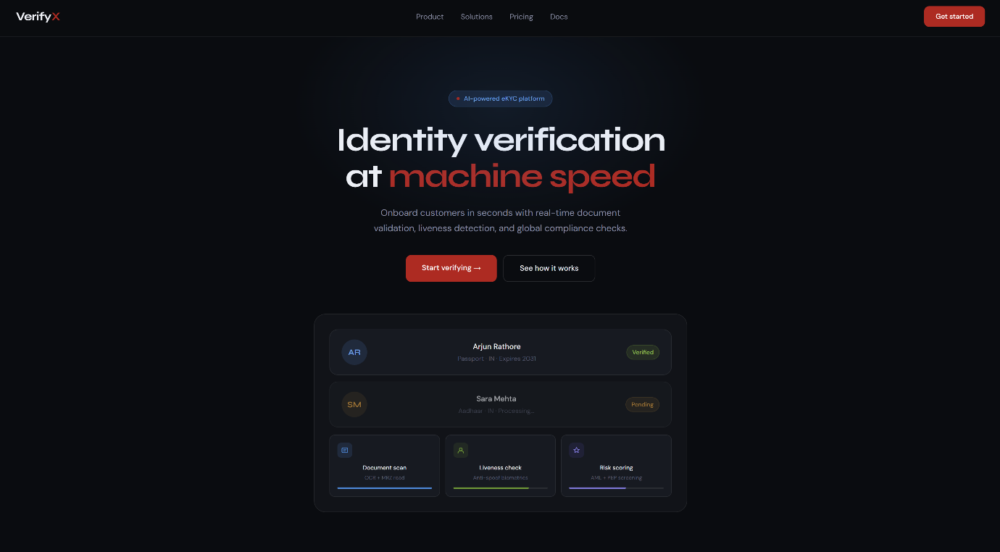 VerifyX
Product
Solutions
Pricing
Docs
Get started
AI-powered eKYC platform
Identity verification
at machine speed
Onboard customers in seconds with real-time document
validation, liveness detection, and global compliance checks.
Start verifying →
See how it works
AR
Arjun Rathore
Passport · IN · Expires 2031
Verified
SM
Sara Mehta
Aadhaar · IN · Processing...
Pending
Document scan
OCR + MRZ read
Liveness check
Anti-spoof biometrics
Risk scoring
AML + PEP screening